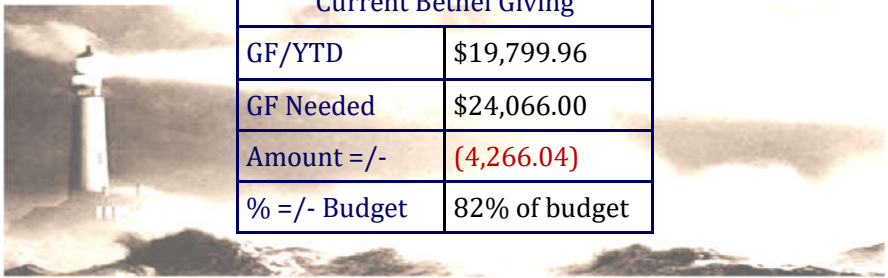 Current Bethel Giving
GF/YTD $19,799.96
GF Needed $24,066.00
Amount =/- (4,266.04)
% =/- Budget 82% of budget